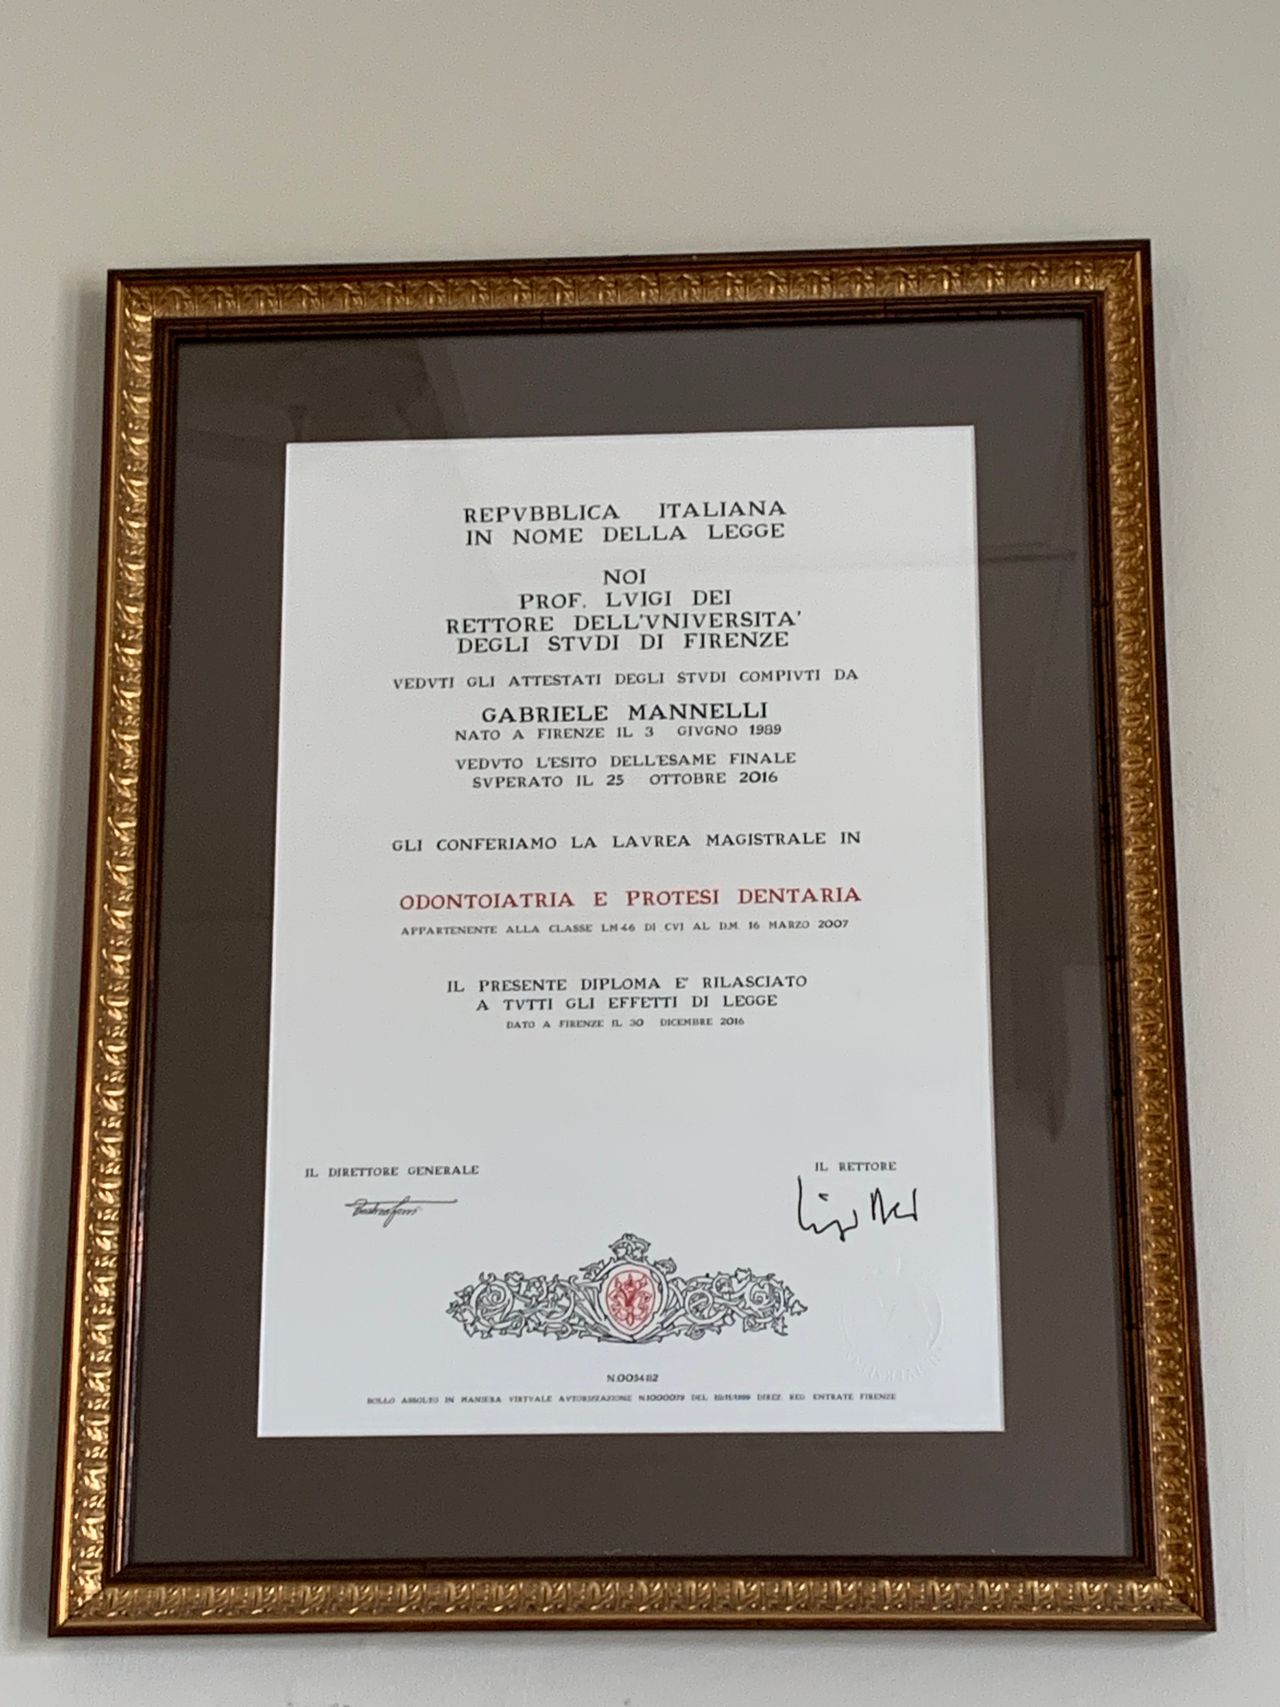 REPVBBLICA ITALIANA
IN NOME DELLA LEGGE
NOI
PROF. LVIGI DEI
RETTORE DELL'VNIVERSITA'
DEGLI STVDI DI FIRENZE
VEDVTI GLI ATTESTATI DEGLI STVDI COMPIVTI DA
GABRIELE MANNELLI
NATO A FIRENZE IL 3 GIVGNO 1989
VEDVTO L'ESITO DELL'ESAME FINALE
SVPERATO IL 25 OTTOBRE 2016
GLI CONFERIAMO LA LAVREA MAGISTRALE IN
ODONTOIATRIA E PROTESI DENTARIA
APPARTENENTE ALLA CLASSE LM-46 DI CVI AL D.M. 16 MARZO 2007
IL PRESENTE DIPLOMA E' RILASCIATO
A TVTTI GLI EFFETTI DI LEGGE
DATO A FIRENZE IL 30 DICEMBRE 2016
IL DIRETTORE GENERALE
IL RETTORE
Luigi Dei
BOLLO ASSOLTO IN MANIERA VIRTVALE AVTORIZZAZIONE DEL DIREZ. REG. ENTRATE FIRENZE